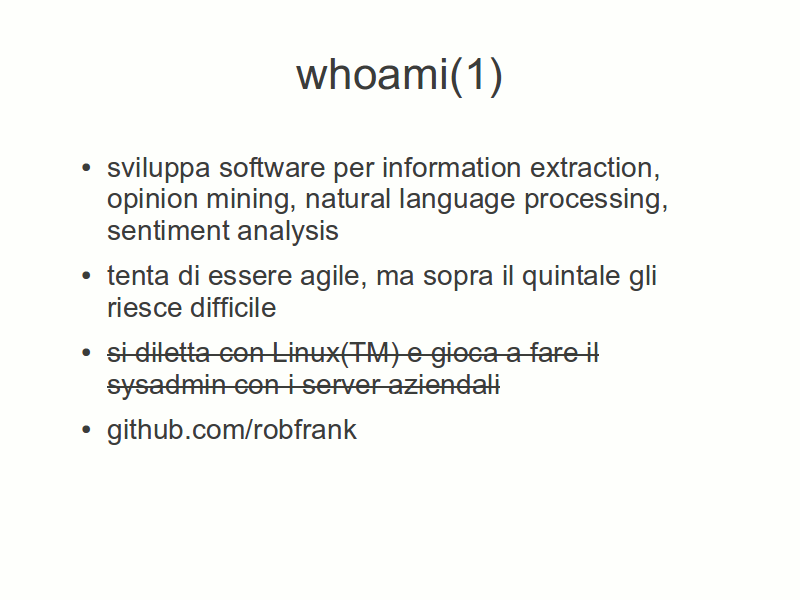 whoami(1)
• sviluppa software per information extraction,
opinion mining, natural language processing,
sentiment analysis
• tenta di essere agile, ma sopra il quintale gli
riesce difficile
• si diletta con Linux(TM) e gioca a fare il
sysadmin con i server aziendali
• github.com/robfrank